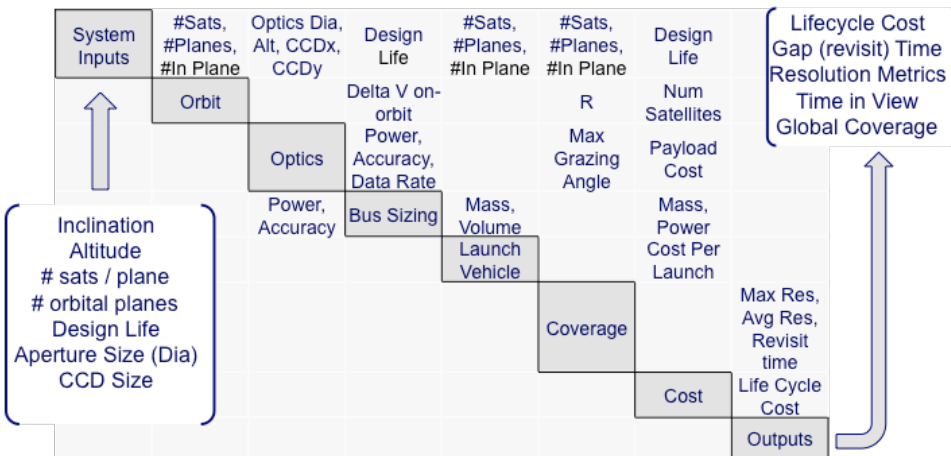 System
Inputs
#Sats,
#Planes,
#In Plane
Optics Dia,
Alt, CCDx,
CCDy
Design
Life
#Sats,
#Planes,
#In Plane
#Sats,
#Planes,
#In Plane
Design
Life
Lifecycle Cost
Gap (revisit) Time
Resolution Metrics
Time in View
Global Coverage
Orbit
Delta V on-
orbit
R
Num
Satellites
Optics
Power,
Accuracy,
Data Rate
Max
Grazing
Angle
Payload
Cost
Power,
Accuracy
Bus Sizing
Mass,
Volume
Mass,
Power
Launch
Vehicle
Cost Per
Launch
Inclination
Altitude
# sats / plane
# orbital planes
Design Life
Aperture Size (Dia)
CCD Size
Coverage
Max Res,
Avg Res,
Revisit
time
Cost
Life Cycle
Cost
Outputs